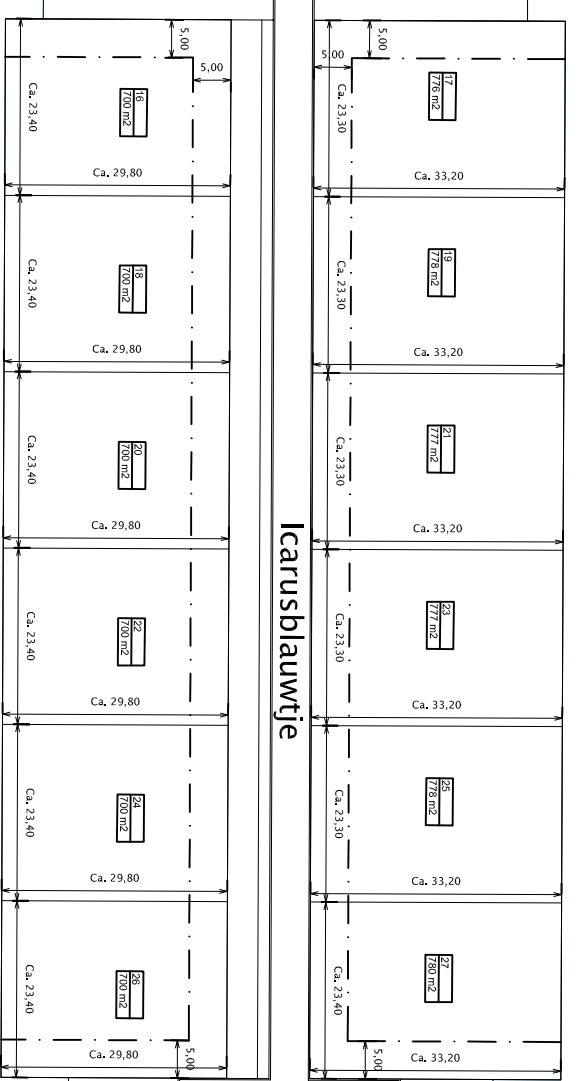 5,00
5,00
Ca. 23,40
16
700 m2
Ca. 29,80
Ca. 23,40
18
700 m2
Ca. 29,80
Ca. 23,40
20
700 m2
Ca. 29,80
Ca. 23,40
22
700 m2
Ca. 29,80
Ca. 23,40
24
700 m2
Ca. 29,80
Ca. 23,40
26
700 m2
Ca. 29,80
5,00
Icarusblauwtje
5,00
5,00
Ca. 23,30
17
776 m2
Ca. 33,20
Ca. 23,30
19
778 m2
Ca. 33,20
Ca. 23,30
21
777 m2
Ca. 33,20
Ca. 23,30
23
777 m2
Ca. 33,20
Ca. 23,30
25
778 m2
Ca. 33,20
Ca. 23,40
27
780 m2
Ca. 33,20
5,00